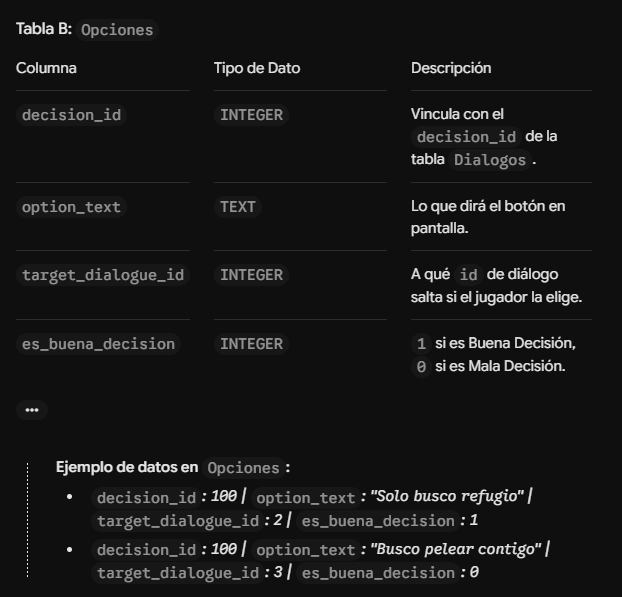 Tabla B: Opciones
Columna Tipo de Dato Descripción
decision_id INTEGER Vincula con el
decision_id de la
tabla Dialogos .
option_text TEXT Lo que dirá el botón en
pantalla.
target_dialogue_id INTEGER A qué id de diálogo
salta si el jugador la elige.
es_buena_decision INTEGER 1 si es Buena Decisión,
0 si es Mala Decisión.
•••
Ejemplo de datos en Opciones :
• decision_id : 100 | option_text : "Solo busco refugio" |
target_dialogue_id : 2 | es_buena_decision : 1
• decision_id : 100 | option_text : "Busco pelear contigo" |
target_dialogue_id : 3 | es_buena_decision : 0